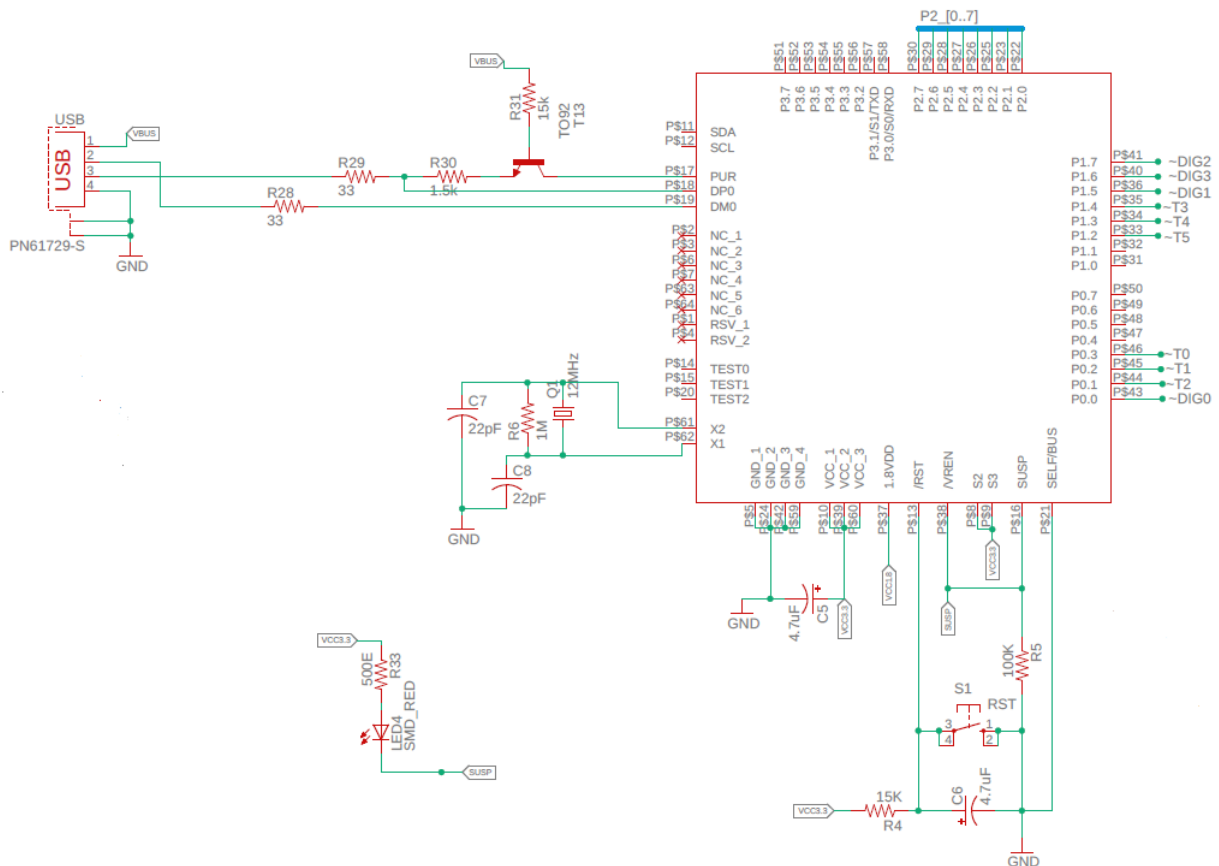 P2_[0..7]
P$51
P$52
P$53
P$54
P$55
P$56
P$57
P$58
P$30
P$29
P$28
P$27
P$26
P$25
P$23
P$22
P3.7
P3.6
P3.5
P3.4
P3.3
P3.2
P3.1/S1/TXD
P3.0/S0/RXD
P2.7
P2.6
P2.5
P2.4
P2.3
P2.2
P2.1
P2.0
VBUS
R31
15k
TO92
T13
USB
USB
1
2
3
4
VBUS
PN61729-S
GND
R29
33
R30
1.5k
R28
33
P$11 SDA
P$12 SCL
P$17 PUR
P$18 DP0
P$19 DM0
P$2 NC_1
P$3 NC_2
P$6 NC_3
P$7 NC_4
P$63 NC_5
P$64 NC_6
P$1 RSV_1
P$4 RSV_2
P$14 TEST0
P$15 TEST1
P$20 TEST2
P$61 X2
P$62 X1
P1.7 P$41 ~DIG2
P1.6 P$40 ~DIG3
P1.5 P$36 ~DIG1
P1.4 P$35 ~T3
P1.3 P$34 ~T4
P1.2 P$33 ~T5
P1.1 P$32
P1.0 P$31
P0.7 P$50
P0.6 P$49
P0.5 P$48
P0.4 P$47
P0.3 P$46 ~T0
P0.2 P$45 ~T1
P0.1 P$44 ~T2
P0.0 P$43 ~DIG0
C7
22pF
R6
1M
Q1
12MHz
C8
22pF
GND
GND_1
GND_2
GND_3
GND_4
VCC_1
VCC_2
VCC_3
1.8VDD
/RST
/VREN
S2
S3
SUSP
SELF/BUS
P$5
P$24
P$42
P$59
P$10
P$39
P$60
P$37
P$13
P$38
P$8
P$9
P$16
P$21
GND
4.7uF
C5
VCC3.3
VCC1.8
SUSP
VCC3.3
100K
R5
S1
RST
3
4
1
2
VCC3.3
500E
R33
LED4
SMD_RED
SUSP
VCC3.3
15K
R4
C6
4.7uF
GND